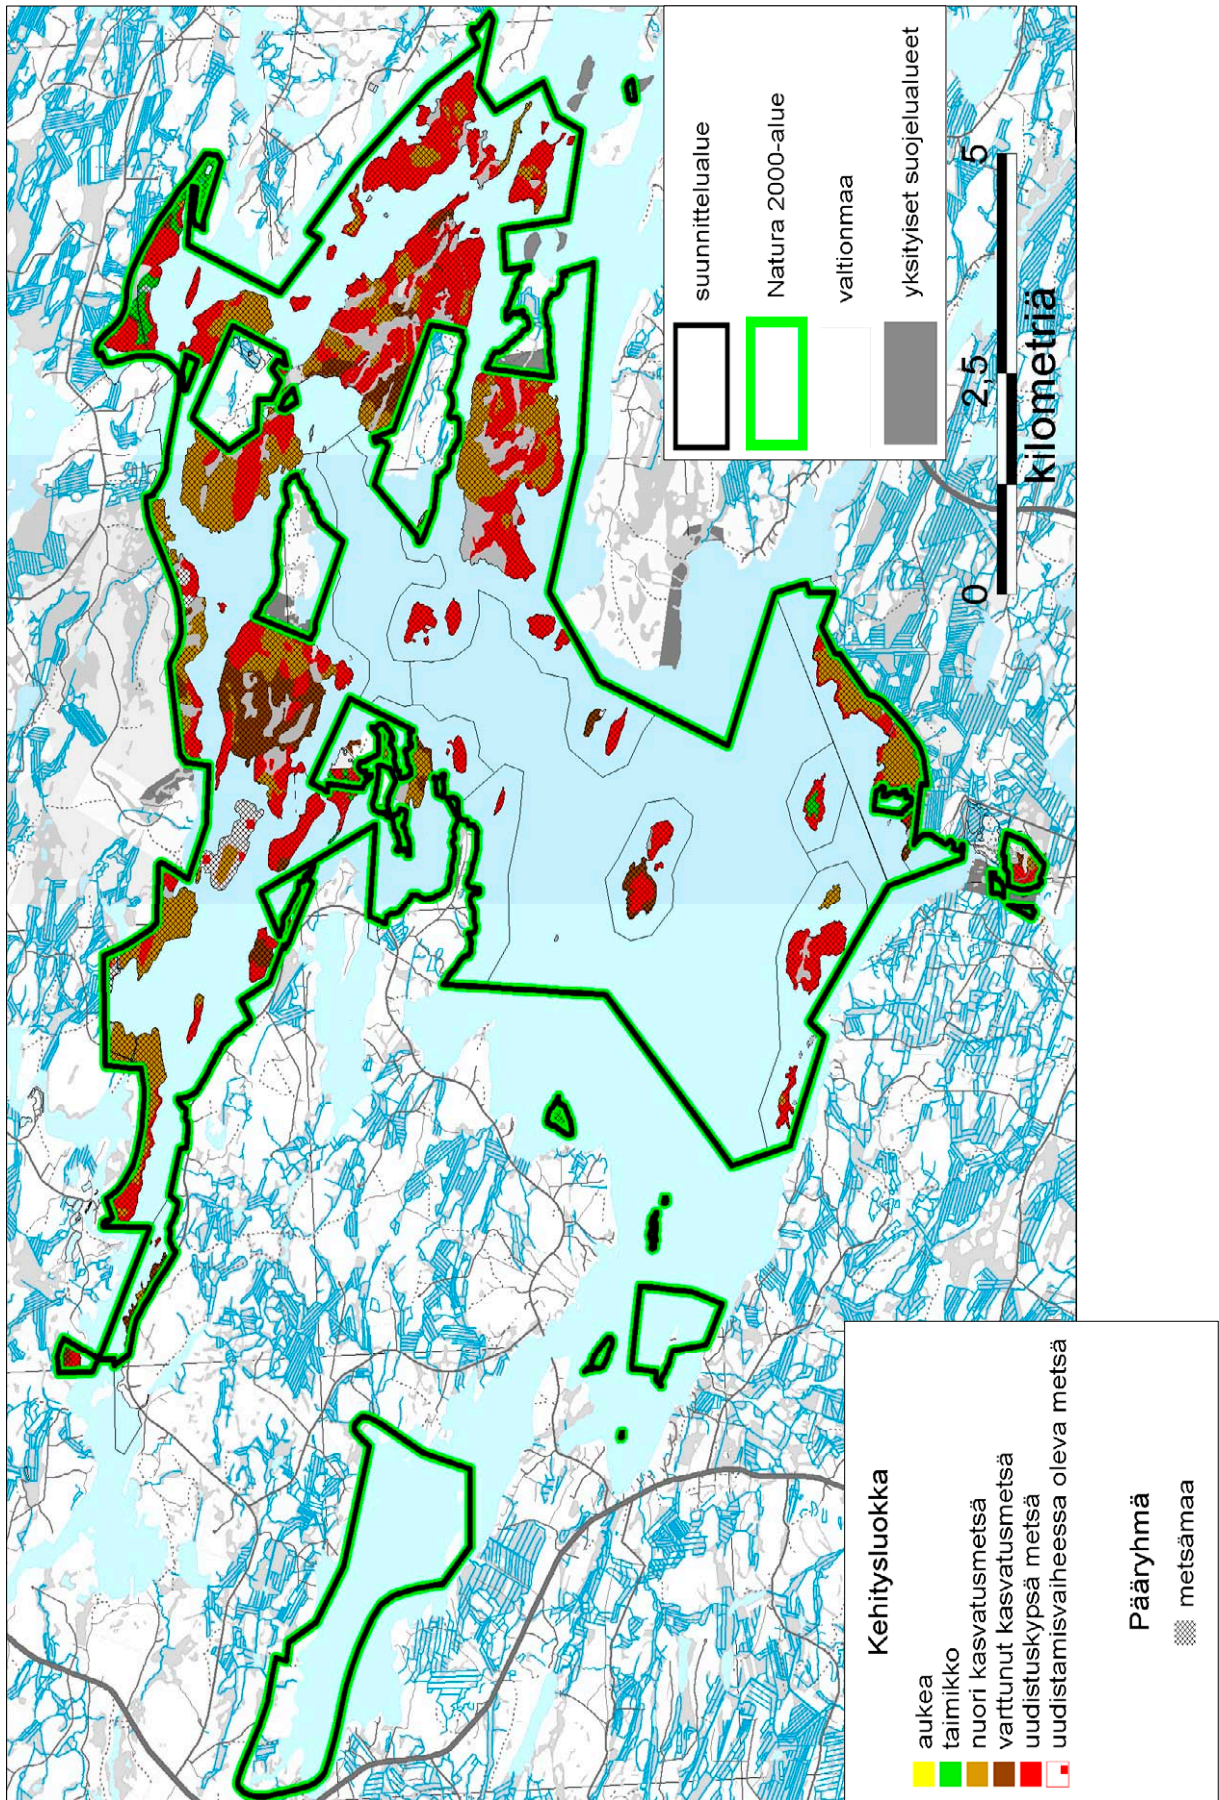 suunnittelualue
Natura 2000-alue
valtionmaa
yksityiset suojelualueet
0 2,5 5
kilometriä
Kehitysluokka
aukea
taimikko
nuori kasvatusmetsä
varttunut kasvatusmetsä
uudistuskypsä metsä
uudistamisvaiheessa oleva metsä
Pääryhmä
metsämaa